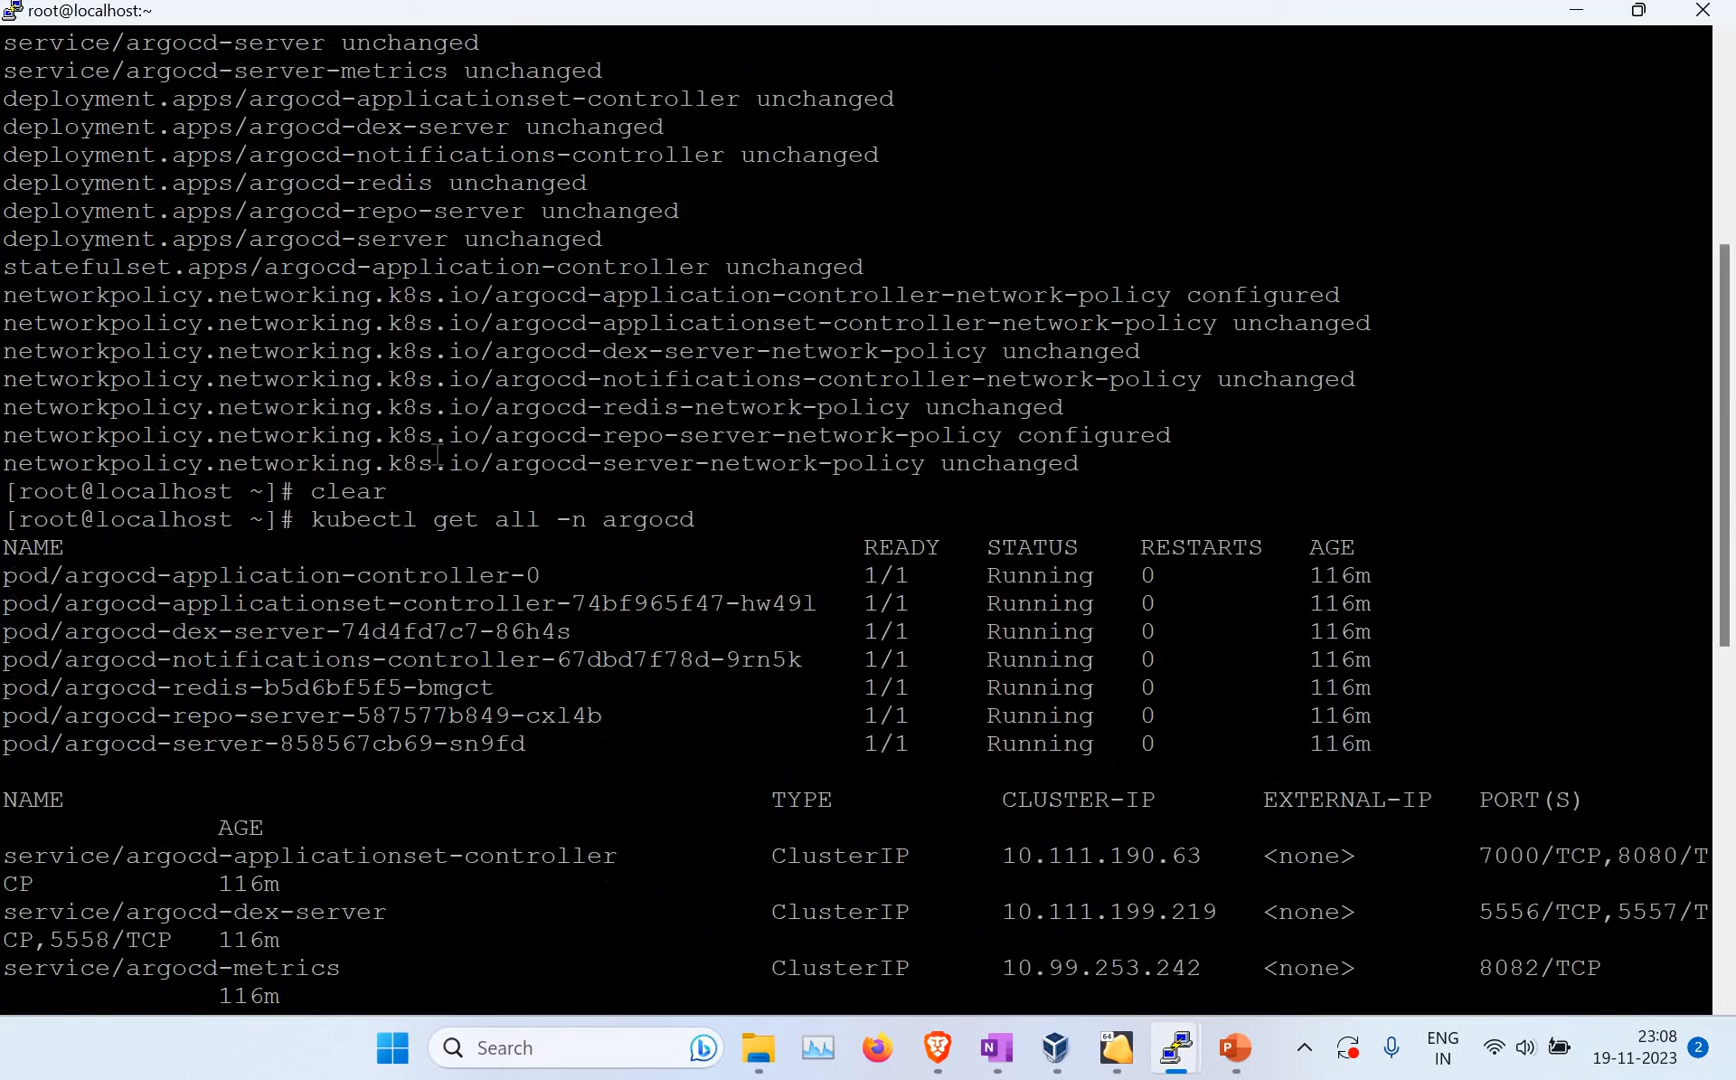 root@localhost:~
service/argocd-server unchanged
service/argocd-server-metrics unchanged
deployment.apps/argocd-applicationset-controller unchanged
deployment.apps/argocd-dex-server unchanged
deployment.apps/argocd-notifications-controller unchanged
deployment.apps/argocd-redis unchanged
deployment.apps/argocd-repo-server unchanged
deployment.apps/argocd-server unchanged
statefulset.apps/argocd-application-controller unchanged
networkpolicy.networking.k8s.io/argocd-application-controller-network-policy configured
networkpolicy.networking.k8s.io/argocd-applicationset-controller-network-policy unchanged
networkpolicy.networking.k8s.io/argocd-dex-server-network-policy unchanged
networkpolicy.networking.k8s.io/argocd-notifications-controller-network-policy unchanged
networkpolicy.networking.k8s.io/argocd-redis-network-policy unchanged
networkpolicy.networking.k8s.io/argocd-repo-server-network-policy configured
networkpolicy.networking.k8s.io/argocd-server-network-policy unchanged
[root@localhost ~]# clear
[root@localhost ~]# kubectl get all -n argocd
NAME READY STATUS RESTARTS AGE
pod/argocd-application-controller-0 1/1 Running 0 116m
pod/argocd-applicationset-controller-74bf965f47-hw49l 1/1 Running 0 116m
pod/argocd-dex-server-74d4fd7c7-86h4s 1/1 Running 0 116m
pod/argocd-notifications-controller-67dbd7f78d-9rn5k 1/1 Running 0 116m
pod/argocd-redis-b5d6bf5f5-bmgct 1/1 Running 0 116m
pod/argocd-repo-server-587577b849-cxl4b 1/1 Running 0 116m
pod/argocd-server-858567cb69-sn9fd 1/1 Running 0 116m
NAME TYPE CLUSTER-IP EXTERNAL-IP PORT(S)
AGE
service/argocd-applicationset-controller ClusterIP 10.111.190.63 <none> 7000/TCP,8080/T
CP 116m
service/argocd-dex-server ClusterIP 10.111.199.219 <none> 5556/TCP,5557/T
CP,5558/TCP 116m
service/argocd-metrics ClusterIP 10.99.253.242 <none> 8082/TCP
116m
Search
64
ENG
IN
23:08
19-11-2023
2